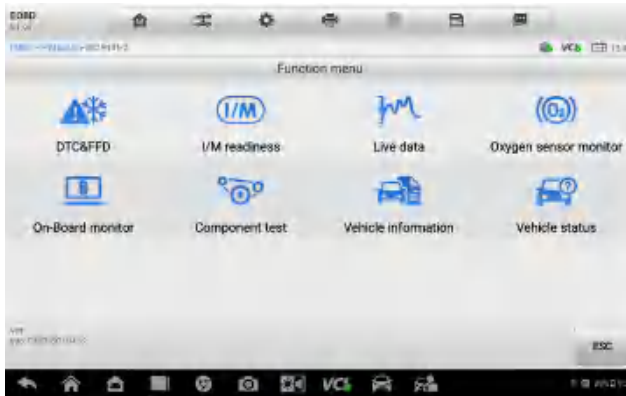 EOBD
VCI
Function menu
I/M
O₂
DTC&FFD
I/M readiness
Live data
Oxygen sensor monitor
On-Board monitor
Component test
Vehicle information
Vehicle status
ESC
VCI